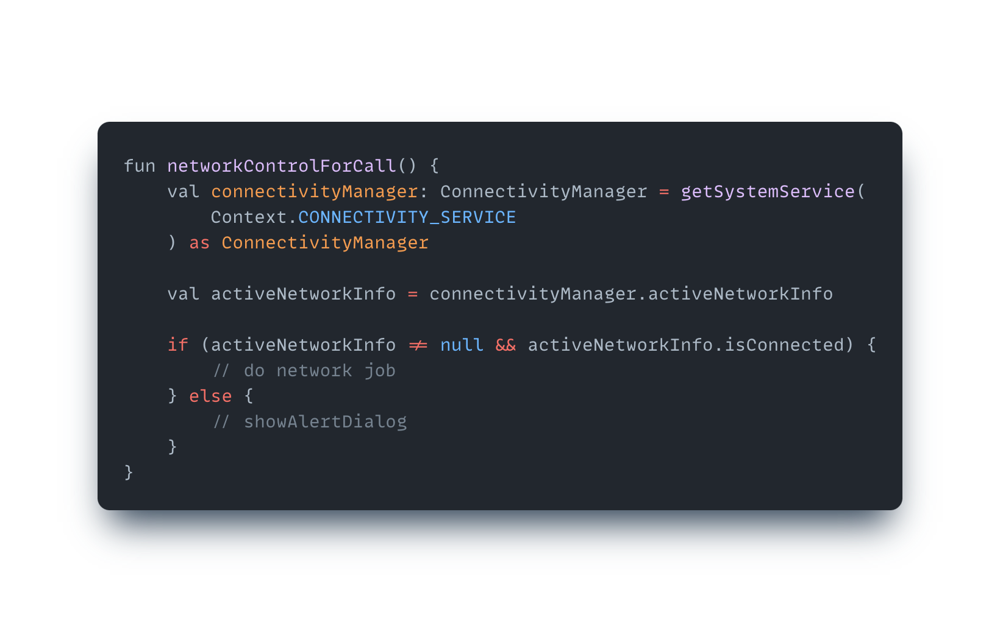 fun networkControlForCall() {
    val connectivityManager: ConnectivityManager = getSystemService(
        Context.CONNECTIVITY_SERVICE
    ) as ConnectivityManager

    val activeNetworkInfo = connectivityManager.activeNetworkInfo

    if (activeNetworkInfo != null && activeNetworkInfo.isConnected) {
        // do network job
    } else {
        // showAlertDialog
    }
}